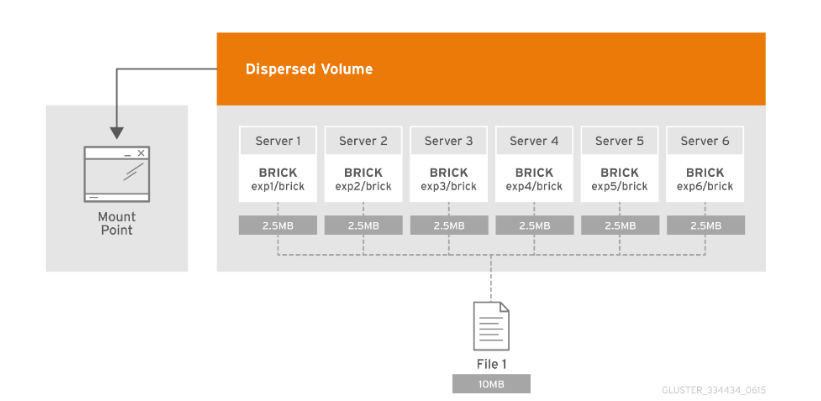 Dispersed Volume
Server 1 Server 2 Server 3 Server 4 Server 5 Server 6
BRICK BRICK BRICK BRICK BRICK BRICK
exp1/brick exp2/brick exp3/brick exp4/brick exp5/brick exp6/brick
2.5MB 2.5MB 2.5MB 2.5MB 2.5MB 2.5MB
Mount
Point
File 1
10MB
GLUSTER_334434_0615